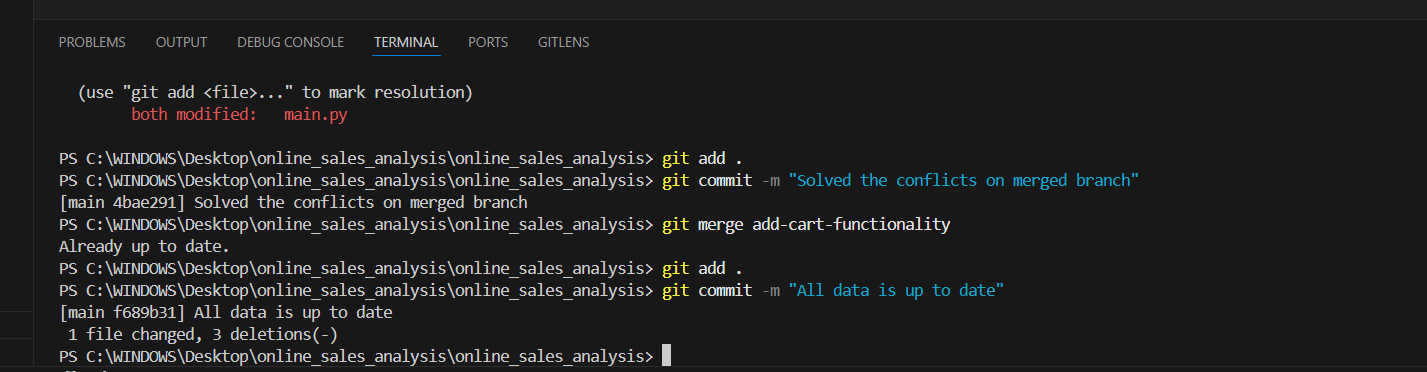 PROBLEMS OUTPUT DEBUG CONSOLE TERMINAL PORTS GITLENS
(use "git add <file>..." to mark resolution)
both modified: main.py
PS C:\WINDOWS\Desktop\online_sales_analysis\online_sales_analysis> git add .
PS C:\WINDOWS\Desktop\online_sales_analysis\online_sales_analysis> git commit -m "Solved the conflicts on merged branch"
[main 4bae291] Solved the conflicts on merged branch
PS C:\WINDOWS\Desktop\online_sales_analysis\online_sales_analysis> git merge add-cart-functionality
Already up to date.
PS C:\WINDOWS\Desktop\online_sales_analysis\online_sales_analysis> git add .
PS C:\WINDOWS\Desktop\online_sales_analysis\online_sales_analysis> git commit -m "All data is up to date"
[main f689b31] All data is up to date
1 file changed, 3 deletions(-)
PS C:\WINDOWS\Desktop\online_sales_analysis\online_sales_analysis>